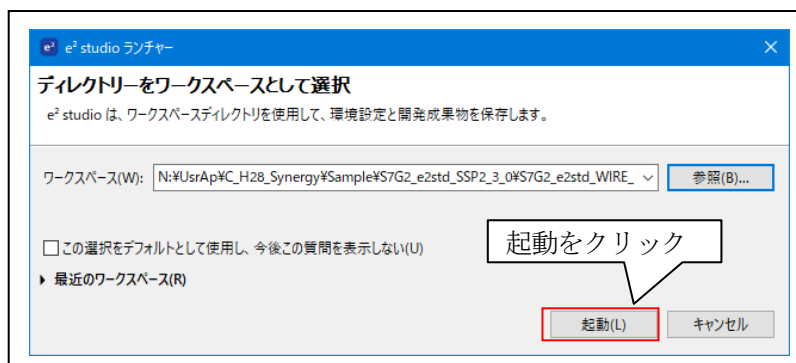 e² studio ランチャー
ディレクトリーをワークスペースとして選択
e² studio は、ワークスペースディレクトリを使用して、環境設定と開発成果物を保存します。
ワークスペース(W): N:¥UsrAp¥C_H28_Synergy¥Sample¥S7G2_e2std_SSP2_3_0¥S7G2_e2std_WIRE_ 参照(B)...
この選択をデフォルトとして使用し、今後この質問を表示しない(U)
起動をクリック
最近のワークスペース(R)
起動(L) キャンセル